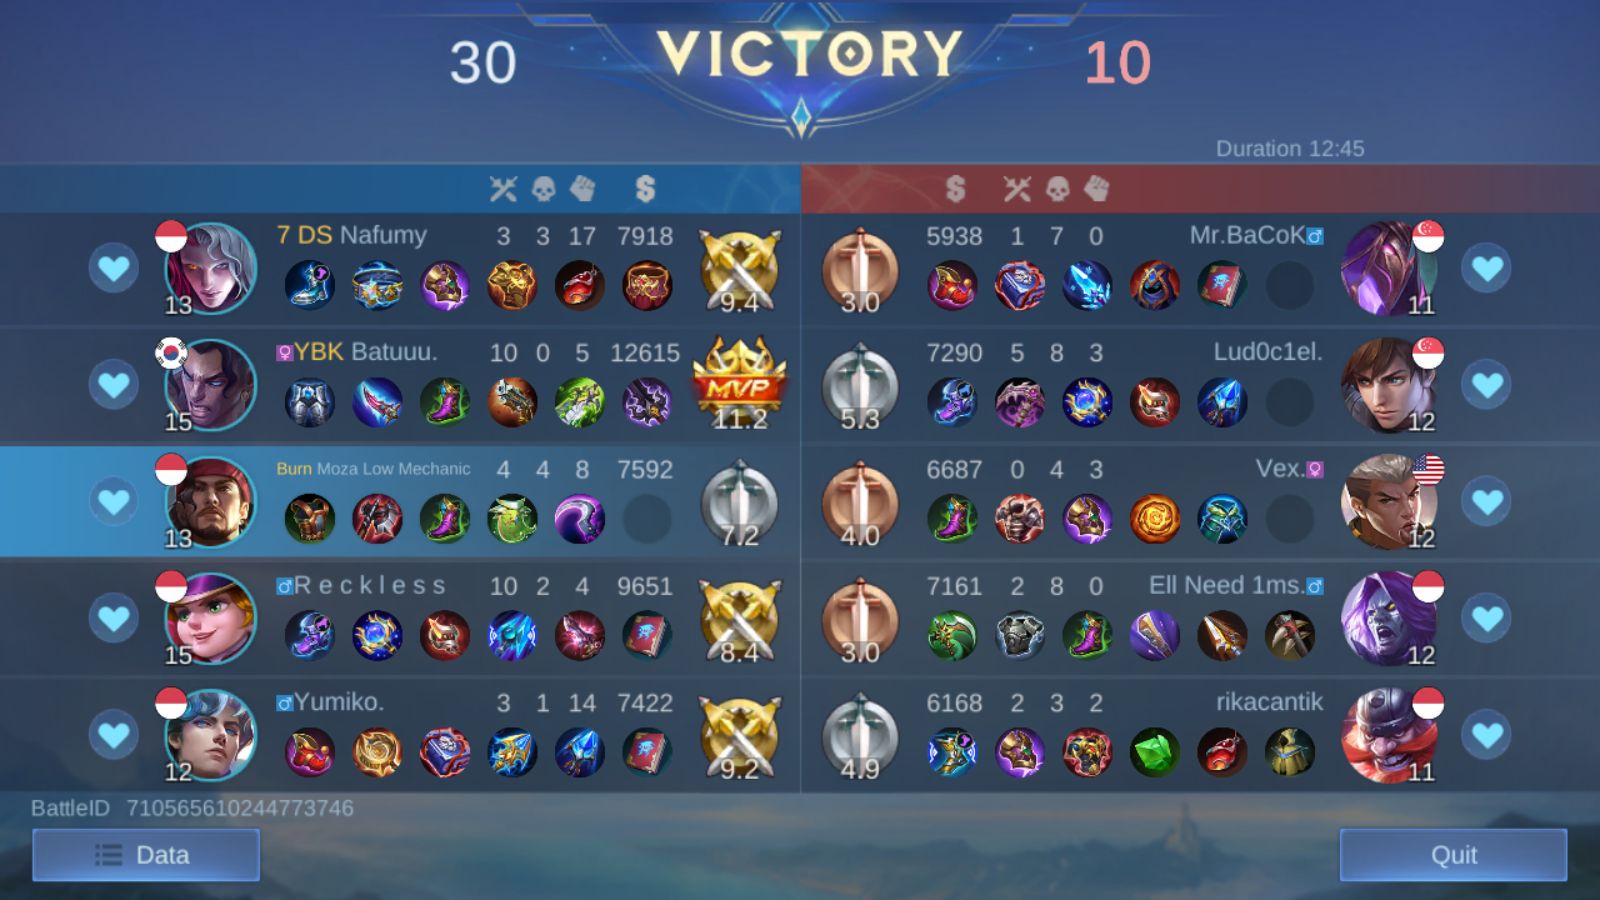 30 VICTORY 10
Duration 12:45
7 DS Nafumy 3 3 17 7918
13 9.4
5938 1 7 0 Mr.BaCoK
3.0 11
YBK Batuuu. 10 0 5 12615
15 MVP 11.2
7290 5 8 3 Lud0c1el.
5.3 12
Burn Moza Low Mechanic 4 4 8 7592
13 7.2
6687 0 4 3 Vex.
4.0 12
R e c k l e s s 10 2 4 9651
15 8.4
7161 2 8 0 Ell Need 1ms.
3.0 12
Yumiko. 3 1 14 7422
12 9.2
6168 2 3 2 rikacantik
4.9 11
BattleID 710565610244773746
Data
Quit